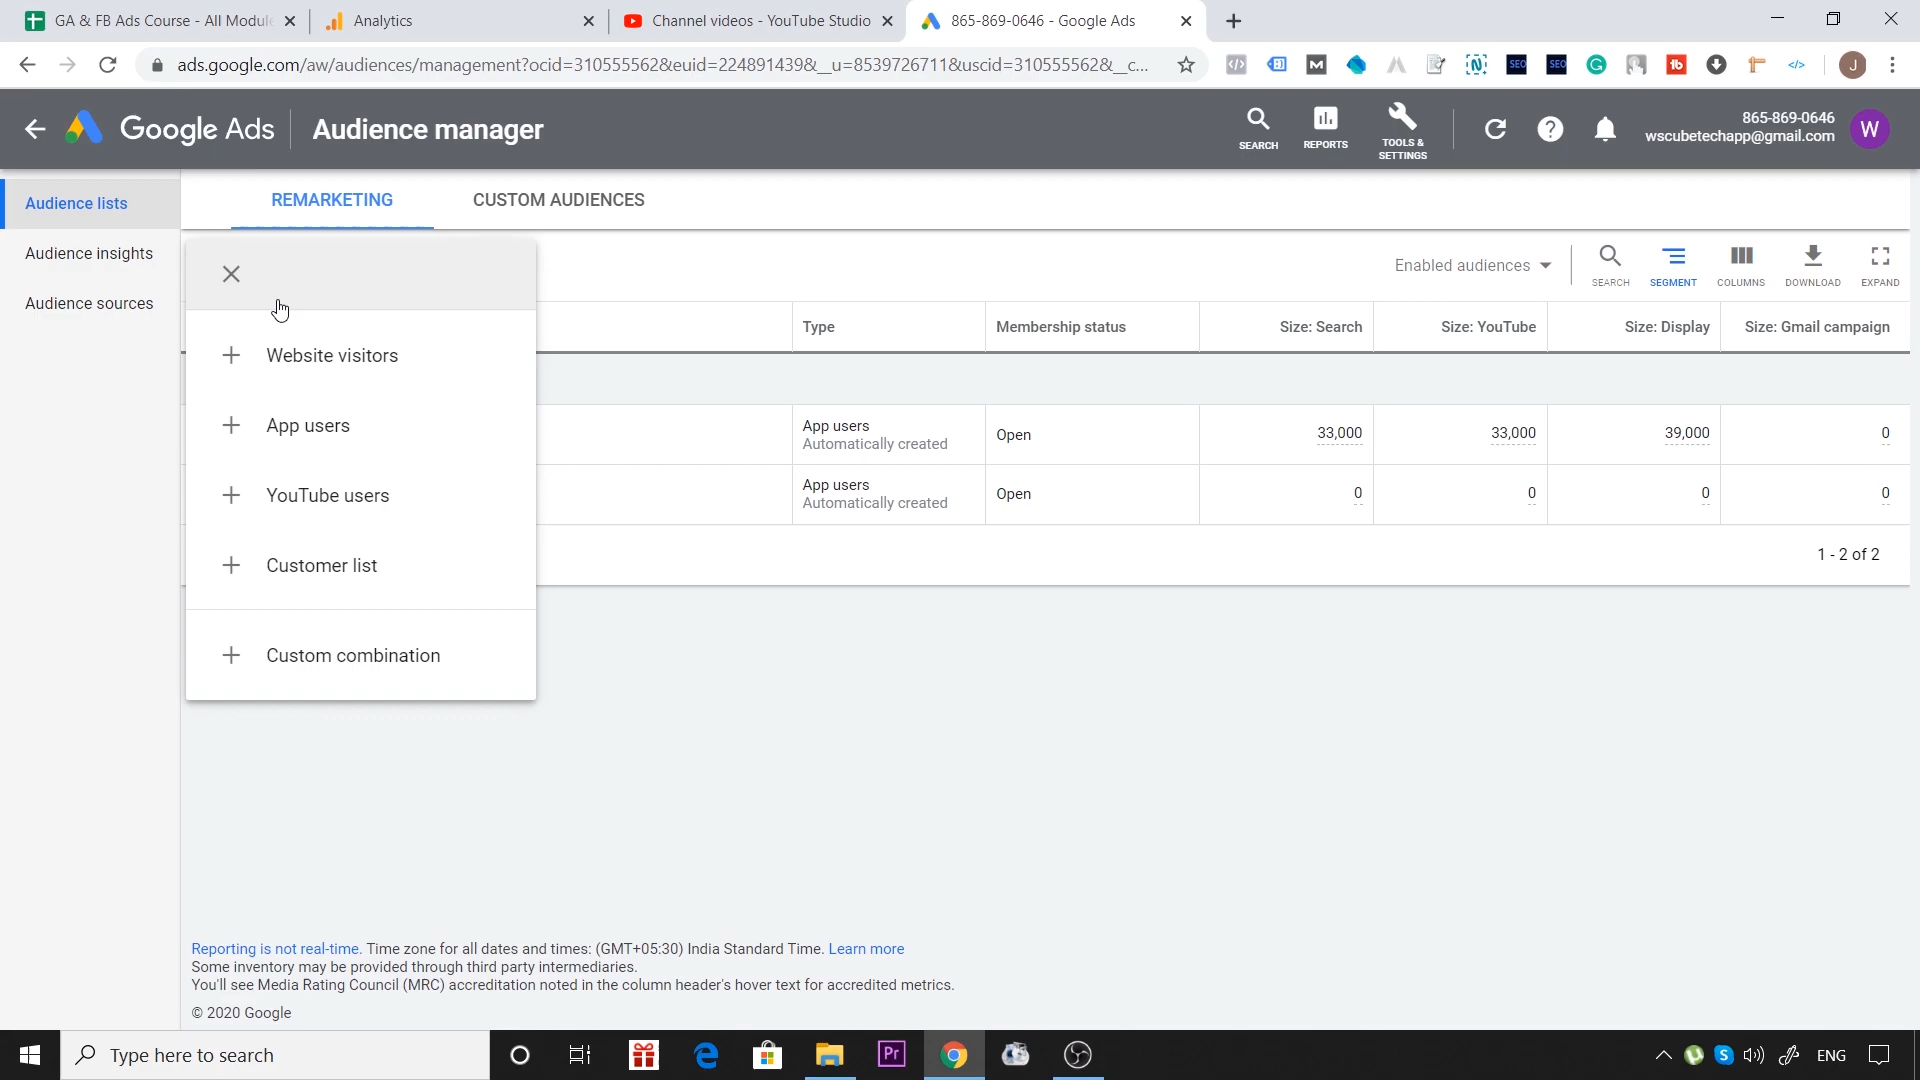 GA & FB Ads Course - All Module
Analytics
Channel videos - YouTube Studio
865-869-0646 - Google Ads
ads.google.com/aw/audiences/management?ocid=310555562&euid=224891439&__u=8539726711&uscid=310555562&__c...
Google Ads
Audience manager
SEARCH
REPORTS
TOOLS &
SETTINGS
865-869-0646
wscubetechapp@gmail.com
W
J
Audience lists
Audience insights
Audience sources
REMARKETING
CUSTOM AUDIENCES
Enabled audiences
SEARCH
SEGMENT
COLUMNS
DOWNLOAD
EXPAND
Website visitors
App users
YouTube users
Customer list
Custom combination
Type
Membership status
Size: Search
Size: YouTube
Size: Display
Size: Gmail campaign
App users
Automatically created
Open
33,000
33,000
39,000
0
App users
Automatically created
Open
0
0
0
0
1 - 2 of 2
Reporting is not real-time. Time zone for all dates and times: (GMT+05:30) India Standard Time. Learn more
Some inventory may be provided through third party intermediaries.
You'll see Media Rating Council (MRC) accreditation noted in the column header's hover text for accredited metrics.
© 2020 Google
Type here to search
Pr
ENG